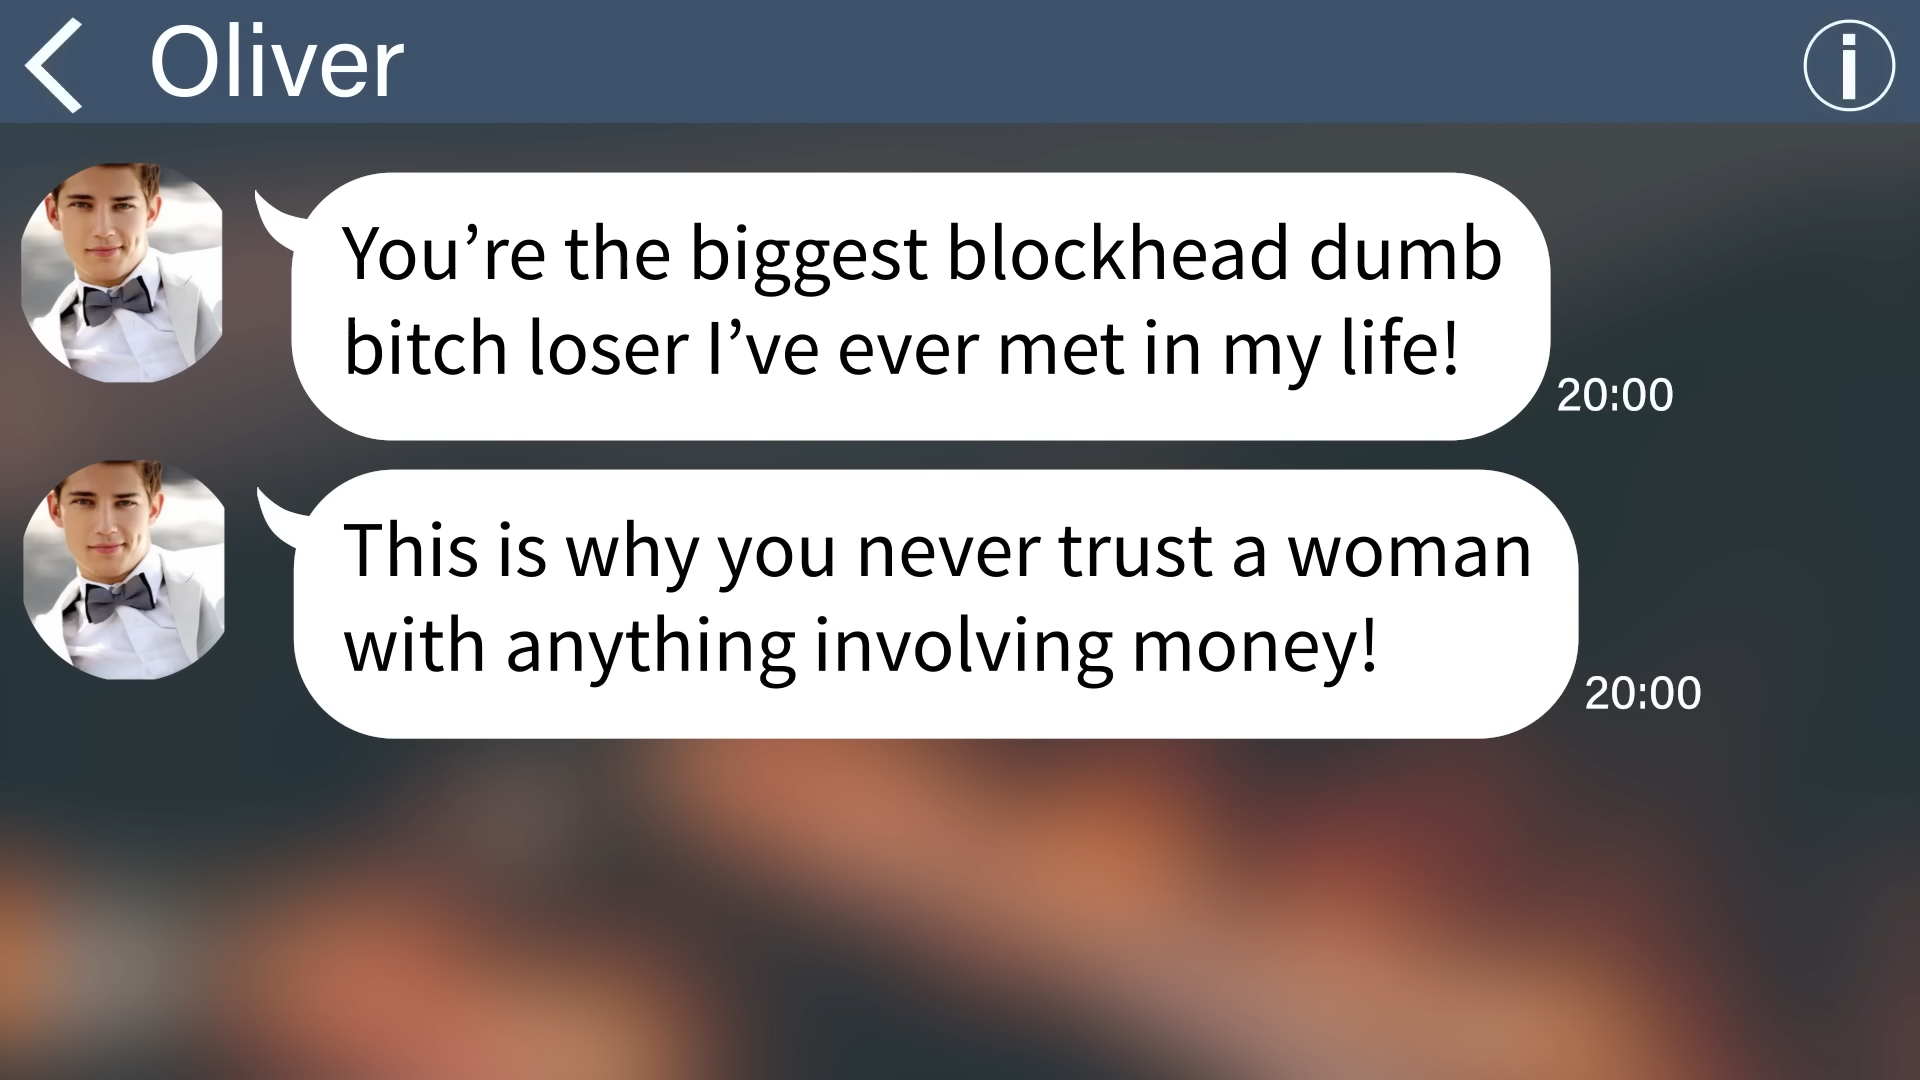 Oliver
You’re the biggest blockhead dumb
bitch loser I’ve ever met in my life!
20:00
This is why you never trust a woman
with anything involving money!
20:00